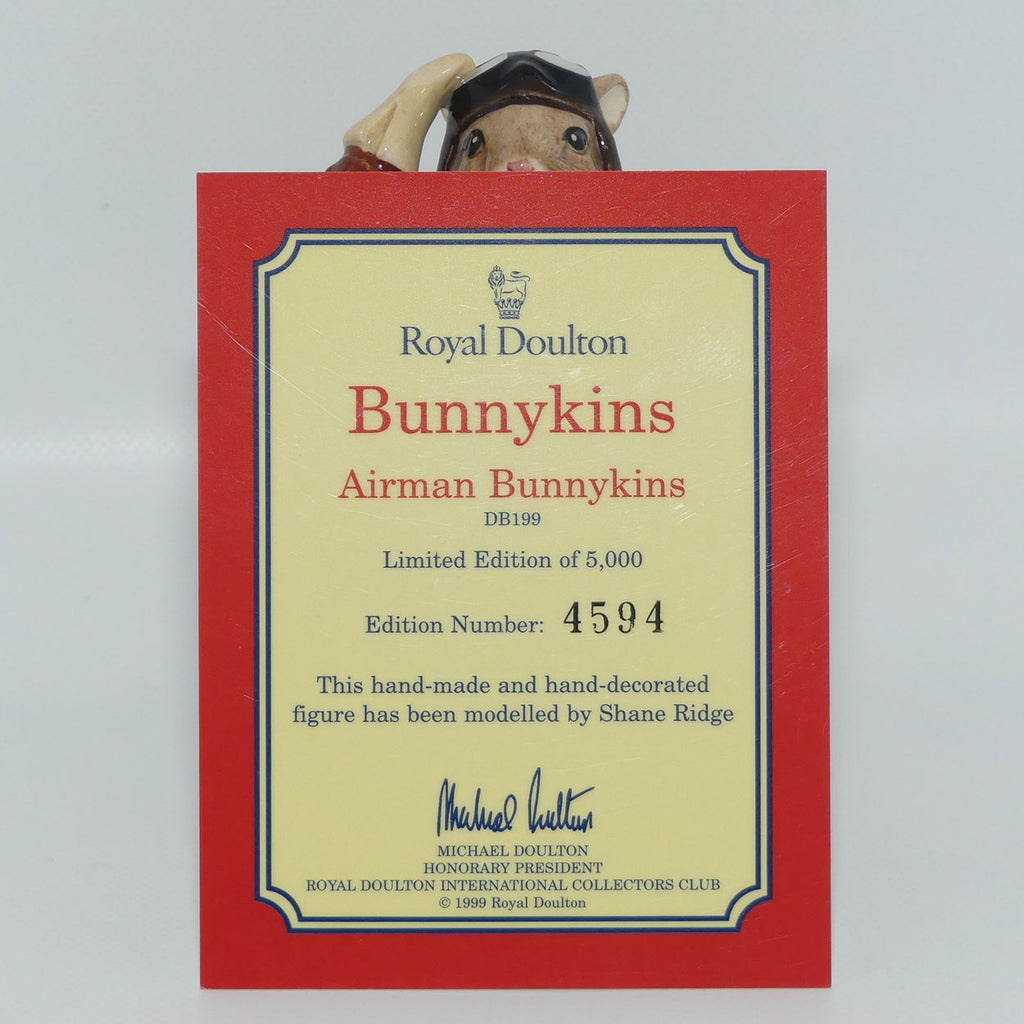 Royal Doulton
Bunnykins
Airman Bunnykins
DB199
Limited Edition of 5,000
Edition Number: 4594
This hand-made and hand-decorated
figure has been modelled by Shane Ridge
Michael Doulton
MICHAEL DOULTON
HONORARY PRESIDENT
ROYAL DOULTON INTERNATIONAL COLLECTORS CLUB
© 1999 Royal Doulton